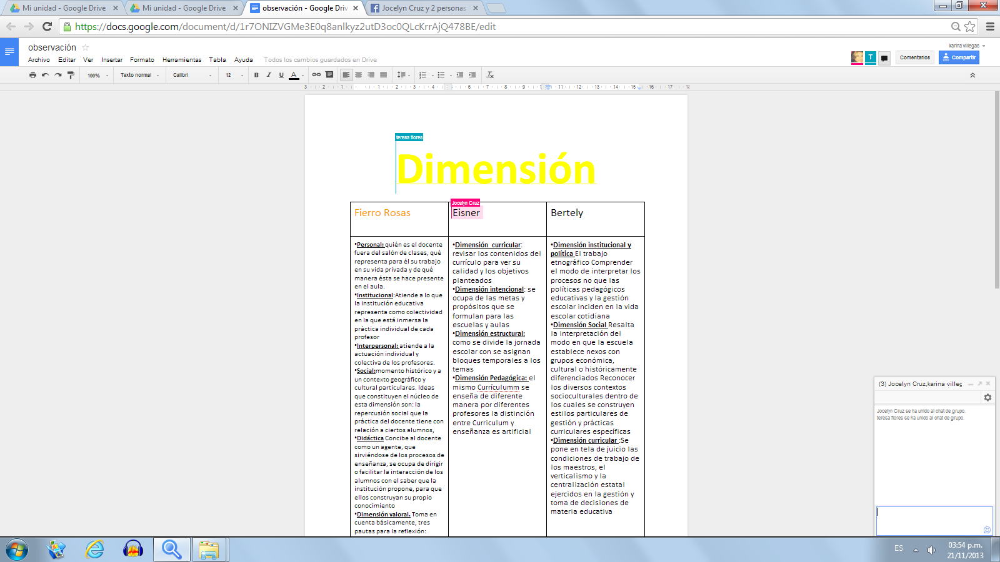 Mi unidad - Google Drive
Mi unidad - Google Drive
observación - Google Driv
Jocelyn Cruz y 2 personas
https://docs.google.com/document/d/1r7ONIZVGMe3E0q8anlkyz2utD3oc0QLcKrrAjQ478BE/edit
observación
karina villegas
Archivo Editar Ver Insertar Formato Herramientas Tabla Ayuda Todos los cambios guardados en Drive
T
Comentarios
Compartir
100% Texto normal Calibri 12 B I U A
3 2 1 1 2 3 4 6 7 8 9 1 11 12 13 14 15 16 17 18
teresa flores
Dimensión
Jocelyn Cruz
Fierro Rosas
Eisner
Bertely
•Personal: quién es el docente
fuera del salón de clases, qué
representa para él su trabajo
en su vida privada y de qué
manera ésta se hace presente
en el aula.
•Institucional:Atiende a lo que
la institución educativa
representa como colectividad
en la que está inmersa la
práctica individual de cada
profesor
•Interpersonal: atiende a la
actuación individual y
colectiva de los profesores.
•Social:momento histórico y a
un contexto geográfico y
cultural particulares. Ideas
que constituyen el núcleo de
esta dimensión son: la
repercusión social que la
práctica del docente tiene con
relación a ciertos alumnos,
•Didáctica Concibe al docente
como un agente, que
sirviéndose de los procesos de
enseñanza, se ocupa de dirigir
o facilitar la interacción de los
alumnos con el saber que la
institución propone, para que
ellos construyan su propio
conocimiento
•Dimensión valoral. Toma en
cuenta básicamente, tres
pautas para la reflexión:
•Dimensión curricular:
revisar los contenidos del
currículo para ver su
calidad y los objetivos
planteados
•Dimensión intencional: se
ocupa de las metas y
propósitos que se
formulan para las
escuelas y aulas
•Dimensión estructural:
como se divide la jornada
escolar con se asignan
bloques temporales a los
temas
•Dimensión Pedagógica: el
mismo Currículumm se
enseña de diferente
manera por diferentes
profesores la distinción
entre Curriculum y
enseñanza es artificial
•Dimensión institucional y
política El trabajo
etnográfico Comprender
el modo de interpretar los
procesos no que las
políticas pedagógicos
educativas y la gestión
escolar inciden en la vida
escolar cotidiana
•Dimensión Social Resalta
la interpretación del
modo en que la escuela
establece nexos con
grupos económica,
cultural o históricamente
diferenciados Reconocer
los diversos contextos
socioculturales dentro de
los cuales se construyen
estilos particulares de
gestión y prácticas
curriculares específicas
•Dimensión curricular :Se
pone en tela de juicio las
condiciones de trabajo de
los maestros, el
verticalismo y la
centralización estatal
ejercidos en la gestión y
toma de decisiones de
materia educativa
(3) Jocelyn Cruz,karina villeg
Jocelyn Cruz se ha unido al chat de grupo.
teresa flores se ha unido al chat de grupo.
ES
03:54 p.m.
21/11/2013